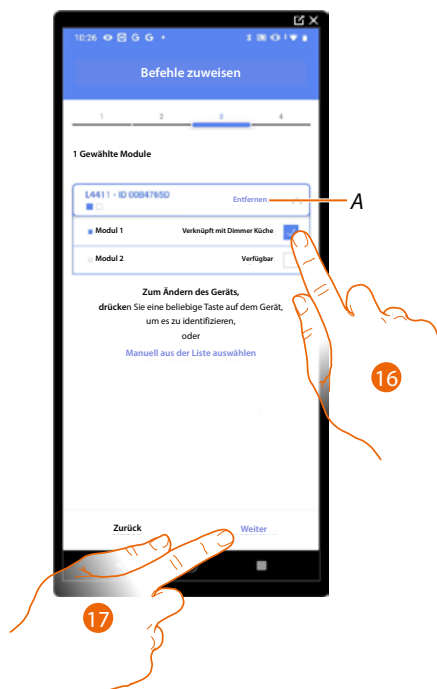 10:26 G G
Befehle zuweisen
1 2 3 4
1 Gewählte Module
L4411 - ID 00B4765D Entfernen
A
Modul 1 Verknüpft mit Dimmer Küche
Modul 2 Verfügbar
Zum Ändern des Geräts,
drücken Sie eine beliebige Taste auf dem Gerät,
um es zu identifizieren,
oder
Manuell aus der Liste auswählen
16
Zurück Weiter
17